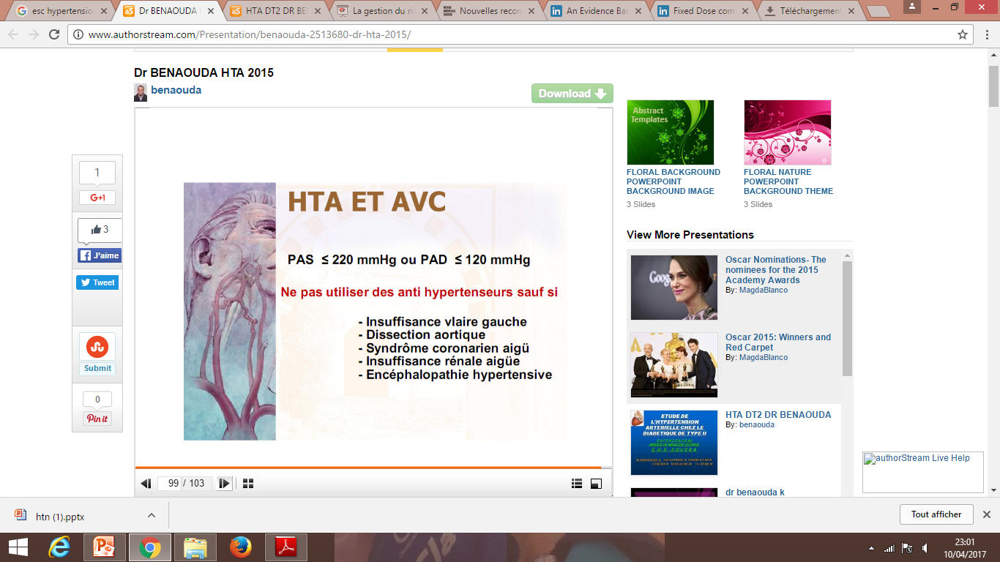 esc hypertensic
Dr BENAOUDA
HTA DT2 DR BE
La gestion du ri
Nouvelles recon
An Evidence Bas
Fixed Dose com
Téléchargement
www.authorstream.com/Presentation/benaouda-2513680-dr-hta-2015/
Dr BENAOUDA HTA 2015
benaouda
Download
1
G+1
3
J'aime
Tweet
Submit
0
Pin it
HTA ET AVC
PAS ≤ 220 mmHg ou PAD ≤ 120 mmHg
Ne pas utiliser des anti hypertenseurs sauf si
- Insuffisance vlaire gauche
- Dissection aortique
- Syndrôme coronarien aigü
- Insuffisance rénale aigüe
- Encéphalopathie hypertensive
99 / 103
Abstract
Templates
FLORAL BACKGROUND
POWERPOINT
BACKGROUND IMAGE
3 Slides
FLORAL NATURE
POWERPOINT
BACKGROUND THEME
3 Slides
View More Presentations
Oscar Nominations- The
nominees for the 2015
Academy Awards
By: MagdaBlanco
Oscar 2015: Winners and
Red Carpet
By: MagdaBlanco
ETUDE DE
L'HYPERTENSION
ARTERIELLE CHEZ LE
DIABETIQUE DE TYPE II
HTA DT2 DR BENAOUDA
By: benaouda
dr benaouda k
authorStream Live Help
htn (1).pptx
Tout afficher
23:01
10/04/2017